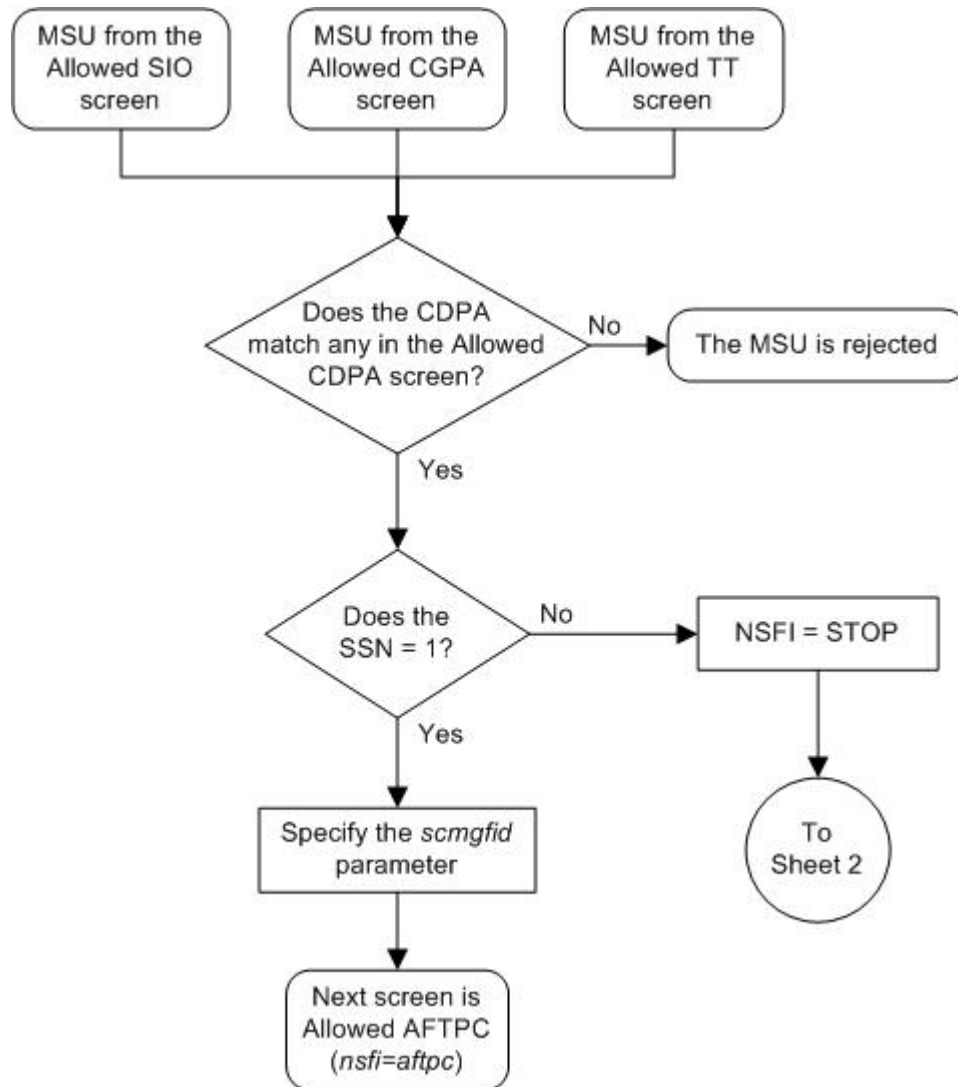 MSU from the
Allowed SIO
screen
MSU from the
Allowed CGPA
screen
MSU from the
Allowed TT
screen
Does the CDPA
match any in the Allowed
CDPA screen?
No
The MSU is rejected
Yes
Does the
SSN = 1?
No
NSFI = STOP
Yes
To
Sheet 2
Specify the scmgfid
parameter
Next screen is
Allowed AFTPC
(nsfi=aftpc)